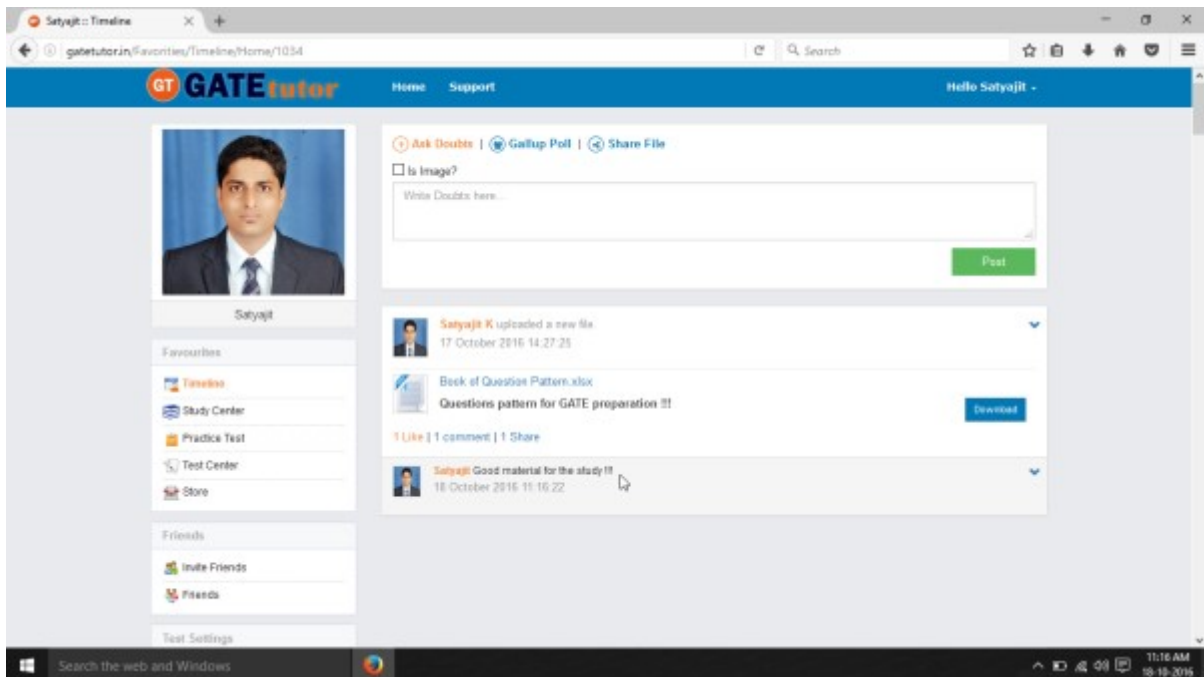 Satyajit :: Timeline
gatetutor.in/Favorities/Timeline/Home/1034
Search
GT GATEtutor
Home
Support
Hello Satyajit
Satyajit
Favourites
Timeline
Study Center
Practice Test
Test Center
Store
Friends
Invite Friends
Friends
Test Settings
Ask Doubts | Gallup Poll | Share File
Is Image?
Write Doubts here...
Post
Satyajit K uploaded a new file
17 October 2016 14:27:25
Book of Question Pattern.xlsx
Questions pattern for GATE preparation !!!
Download
1 Like | 1 comment | 1 Share
Satyajit Good material for the study !!!
18 October 2016 11:16:22
Search the web and Windows
11:16 AM
18-10-2016